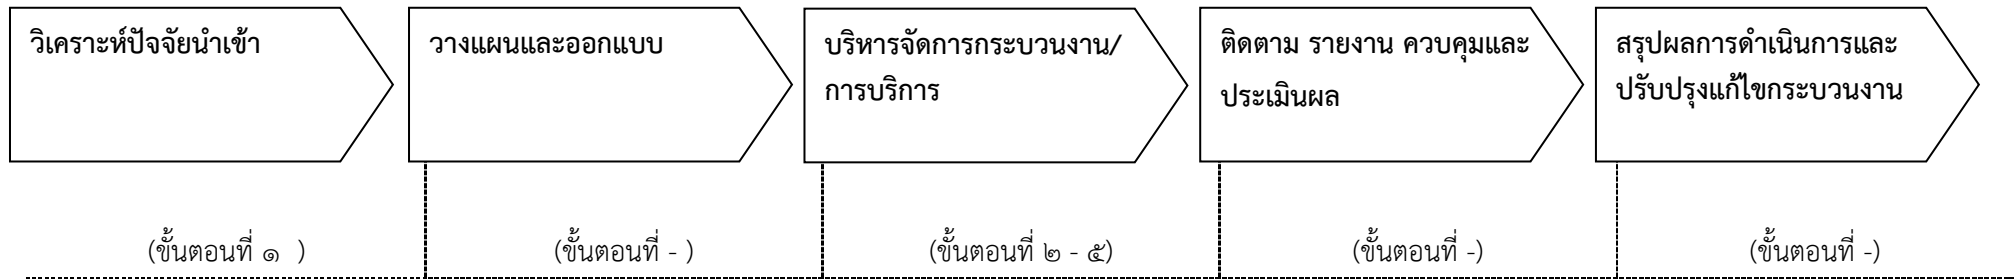 วิเคราะห์ปัจจัยนำเข้า
วางแผนและออกแบบ
บริหารจัดการกระบวนงาน/
การบริการ
ติดตาม รายงาน ควบคุมและ
ประเมินผล
สรุปผลการดำเนินการและ
ปรับปรุงแก้ไขกระบวนงาน
(ขั้นตอนที่ ๑ )
(ขั้นตอนที่ - )
(ขั้นตอนที่ ๒ - ๕)
(ขั้นตอนที่ -)
(ขั้นตอนที่ -)